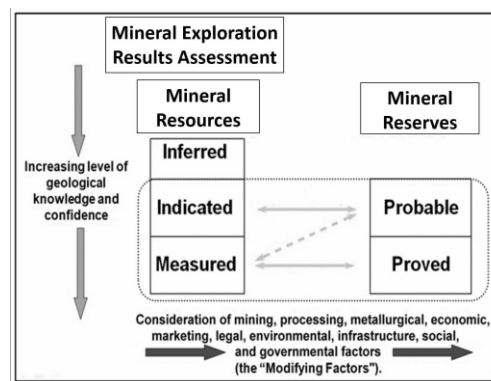 Mineral Exploration
Results Assessment
Mineral
Resources
Mineral
Reserves
Inferred
Increasing level of
geological
knowledge and
confidence
Indicated
Probable
Measured
Proved
Consideration of mining, processing, metallurgical, economic,
marketing, legal, environmental, infrastructure, social,
and governmental factors
(the “Modifying Factors”).